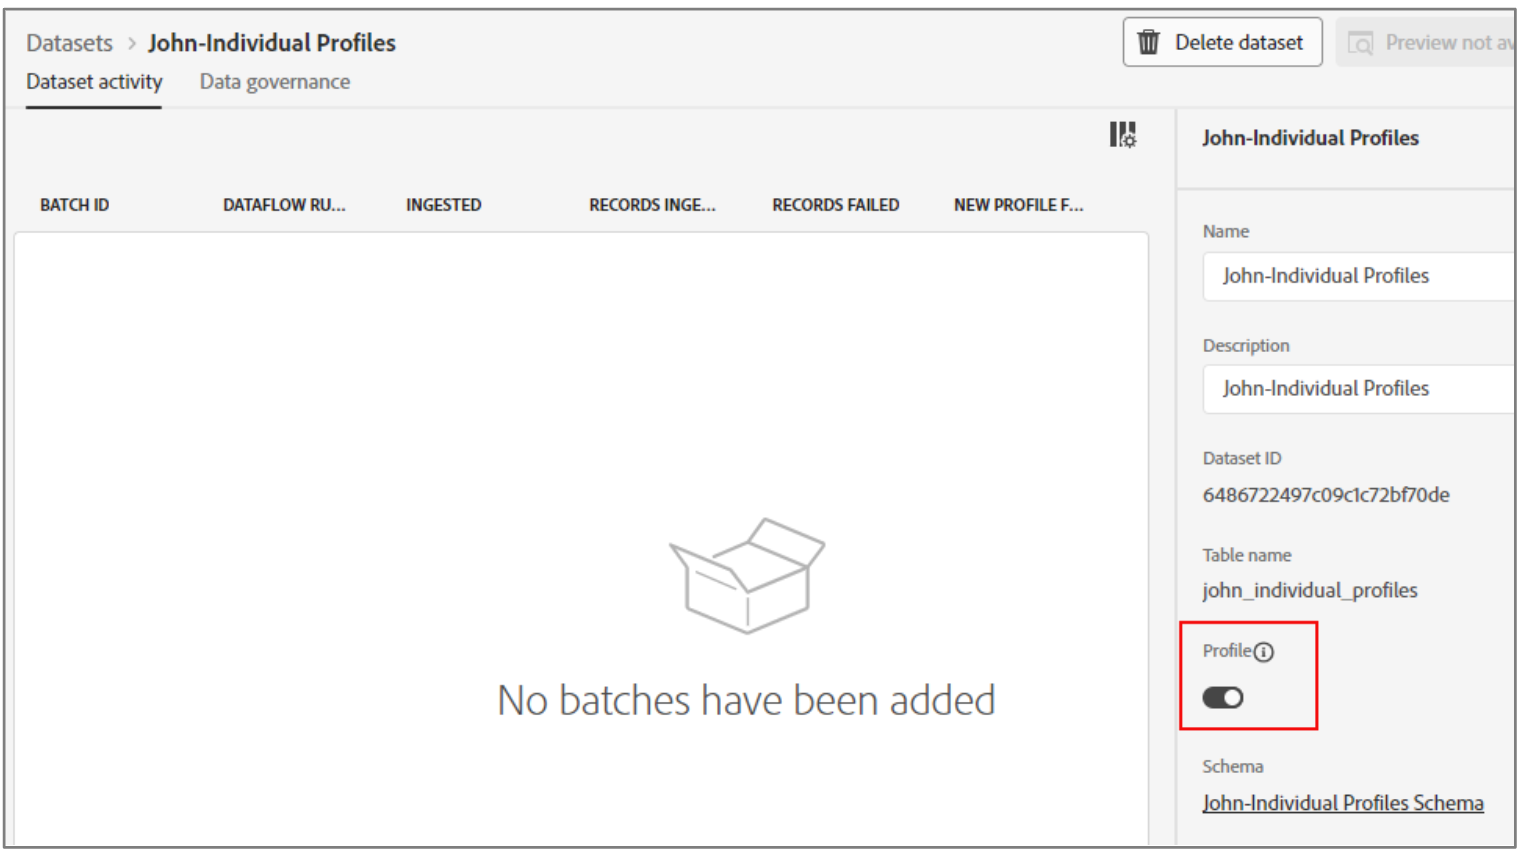 Datasets > John-Individual Profiles
Delete dataset
Preview not av
Dataset activity
Data governance
John-Individual Profiles
BATCH ID
DATAFLOW RU...
INGESTED
RECORDS INGE...
RECORDS FAILED
NEW PROFILE F...
Name
John-Individual Profiles
Description
John-Individual Profiles
Dataset ID
6486722497c09c1c72bf70de
Table name
john_individual_profiles
Profile
No batches have been added
Schema
John-Individual Profiles Schema